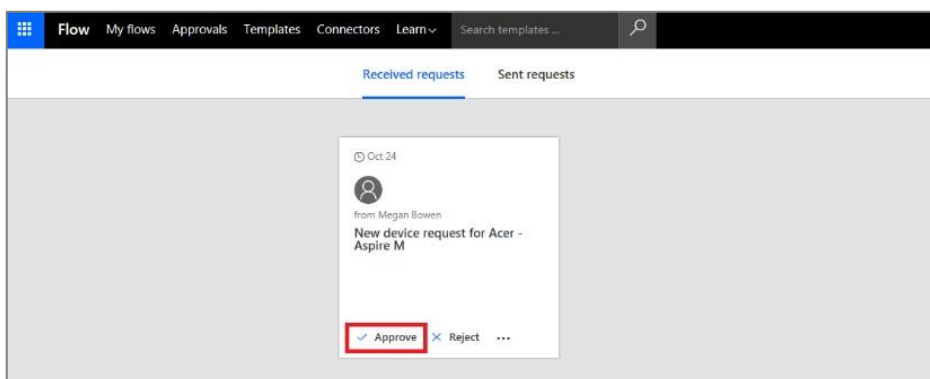 Flow My flows Approvals Templates Connectors Learn Search templates ...
Received requests Sent requests
Oct 24
from Megan Bowen
New device request for Acer -
Aspire M
Approve Reject ...